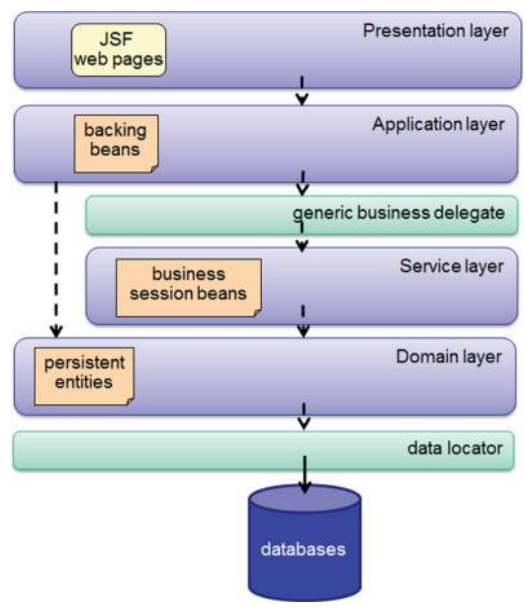 JSF
web pages
Presentation layer
backing
beans
Application layer
generic business delegate
business
session beans
Service layer
persistent
entities
Domain layer
data locator
databases